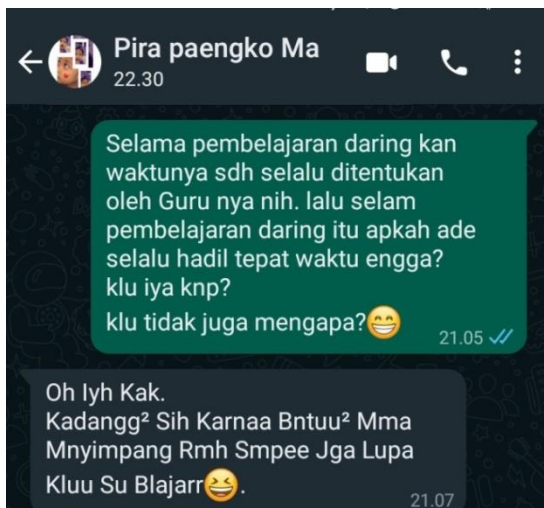 Pira paengko Ma
22.30
Selama pembelajaran daring kan
waktunya sdh selalu ditentukan
oleh Guru nya nih. lalu selam
pembelajaran daring itu apkah ade
selalu hadil tepat waktu engga?
klu iya knp?
klu tidak juga mengapa?😁
21.05
Oh Iyh Kak.
Kadangg² Sih Karnaa Bntuu² Mma
Mnyimpang Rmh Smpee Jga Lupa
Kluu Su Blajarr😆.
21.07